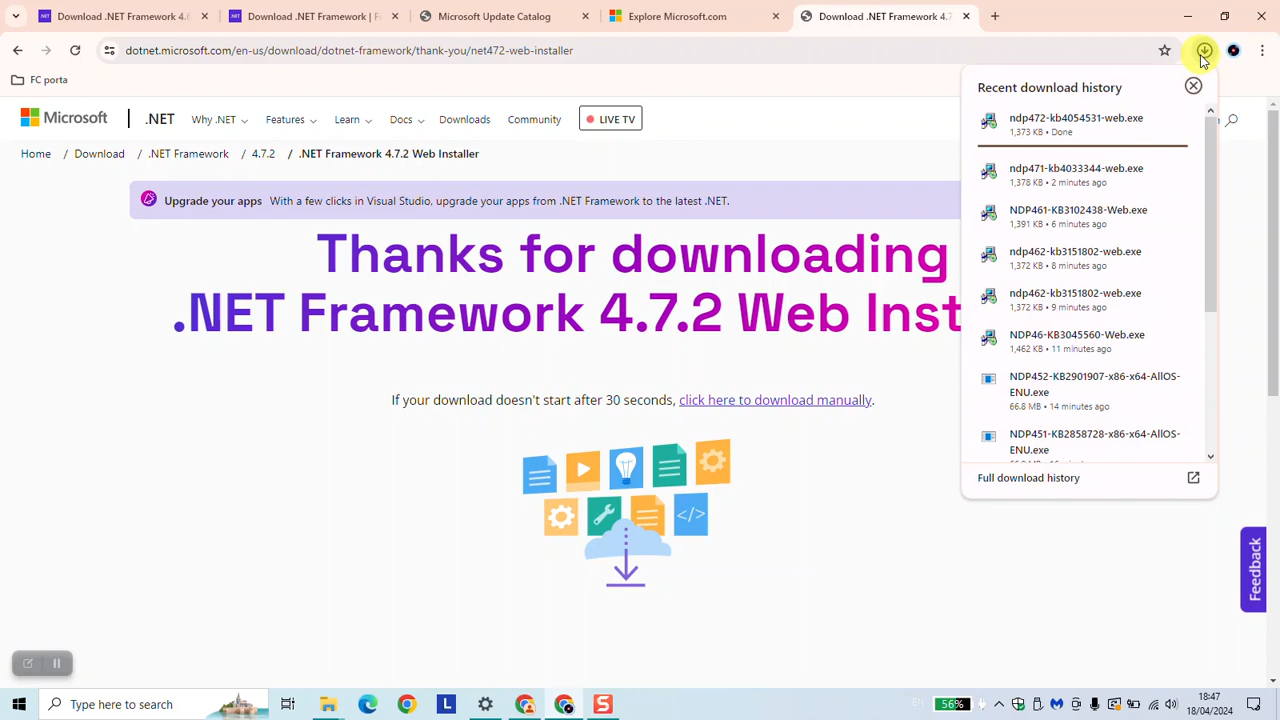 Download .NET Framework 4.6
Download .NET Framework | F
Microsoft Update Catalog
Explore Microsoft.com
Download .NET Framework 4.7
dotnet.microsoft.com/en-us/download/dotnet-framework/thank-you/net472-web-installer
FC porta
Recent download history
ndp472-kb4054531-web.exe
1,373 KB • Done
ndp471-kb4033344-web.exe
1,378 KB • 2 minutes ago
NDP461-KB3102438-Web.exe
1,391 KB • 6 minutes ago
ndp462-kb3151802-web.exe
1,372 KB • 8 minutes ago
ndp462-kb3151802-web.exe
1,372 KB • 9 minutes ago
NDP46-KB3045560-Web.exe
1,462 KB • 11 minutes ago
NDP452-KB2901907-x86-x64-AllOS-
ENU.exe
66.8 MB • 14 minutes ago
NDP451-KB2858728-x86-x64-AllOS-
ENU.exe
Full download history
Microsoft
.NET
Why .NET
Features
Learn
Docs
Downloads
Community
LIVE TV
Home / Download / .NET Framework / 4.7.2 / .NET Framework 4.7.2 Web Installer
Upgrade your apps With a few clicks in Visual Studio, upgrade your apps from .NET Framework to the latest .NET.
Thanks for downloading
.NET Framework 4.7.2 Web Inst
If your download doesn't start after 30 seconds, click here to download manually.
</> 
Feedback
Type here to search
L
S
EN
56%
18:47
18/04/2024